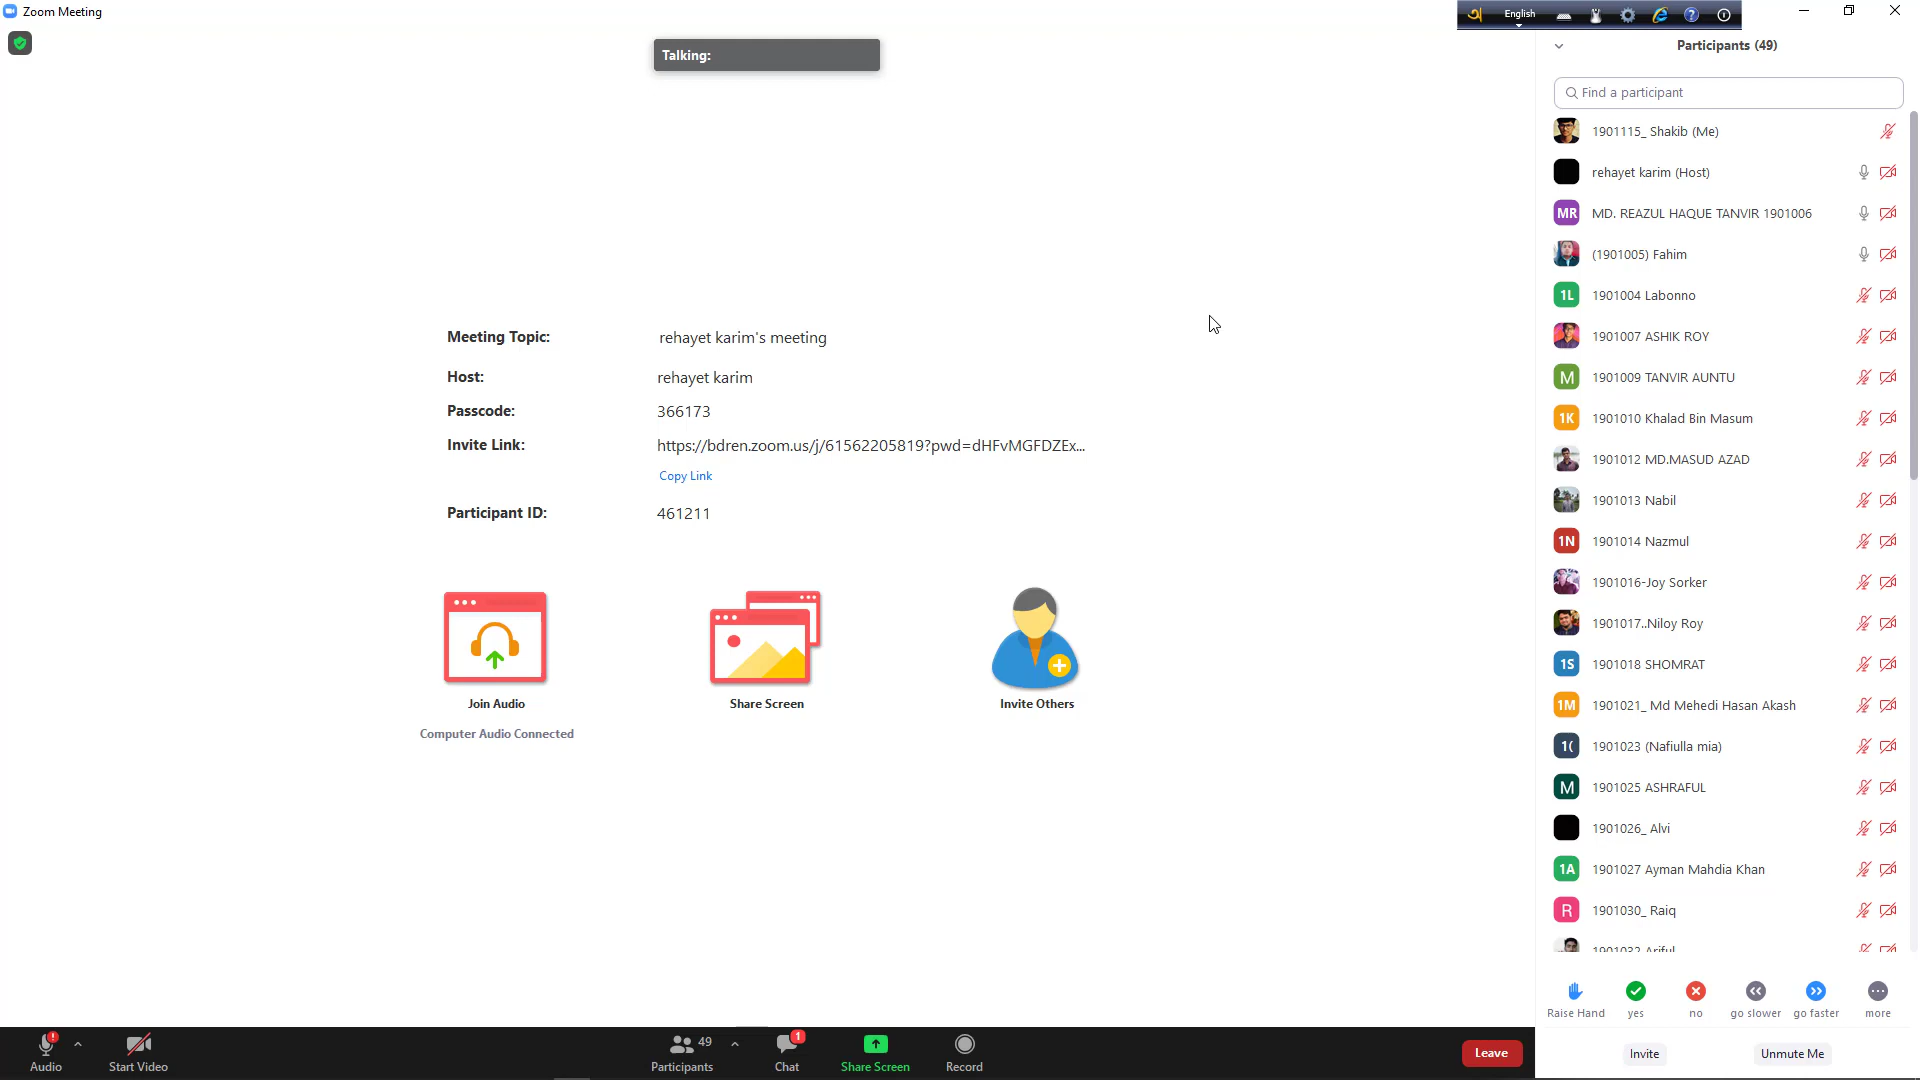 Zoom Meeting
English
Talking:
Participants (49)
Find a participant
1901115_ Shakib (Me)
rehayet karim (Host)
MR MD. REAZUL HAQUE TANVIR 1901006
(1901005) Fahim
1L 1901004 Labonno
1901007 ASHIK ROY
M 1901009 TANVIR AUNTU
1K 1901010 Khalad Bin Masum
1901012 MD.MASUD AZAD
1901013 Nabil
1N 1901014 Nazmul
1901016-Joy Sorker
1901017..Niloy Roy
1S 1901018 SHOMRAT
1M 1901021_ Md Mehedi Hasan Akash
1( 1901023 (Nafiulla mia)
M 1901025 ASHRAFUL
1901026_ Alvi
1A 1901027 Ayman Mahdia Khan
R 1901030_ Raiq
1901032 Ariful
Meeting Topic: rehayet karim's meeting
Host: rehayet karim
Passcode: 366173
Invite Link: https://bdren.zoom.us/j/61562205819?pwd=dHFvMGFDZEx...
Copy Link
Participant ID: 461211
Join Audio
Computer Audio Connected
Share Screen
Invite Others
Raise Hand
yes
no
go slower
go faster
more
Invite
Unmute Me
Audio
Start Video
49
Participants
1
Chat
Share Screen
Record
Leave